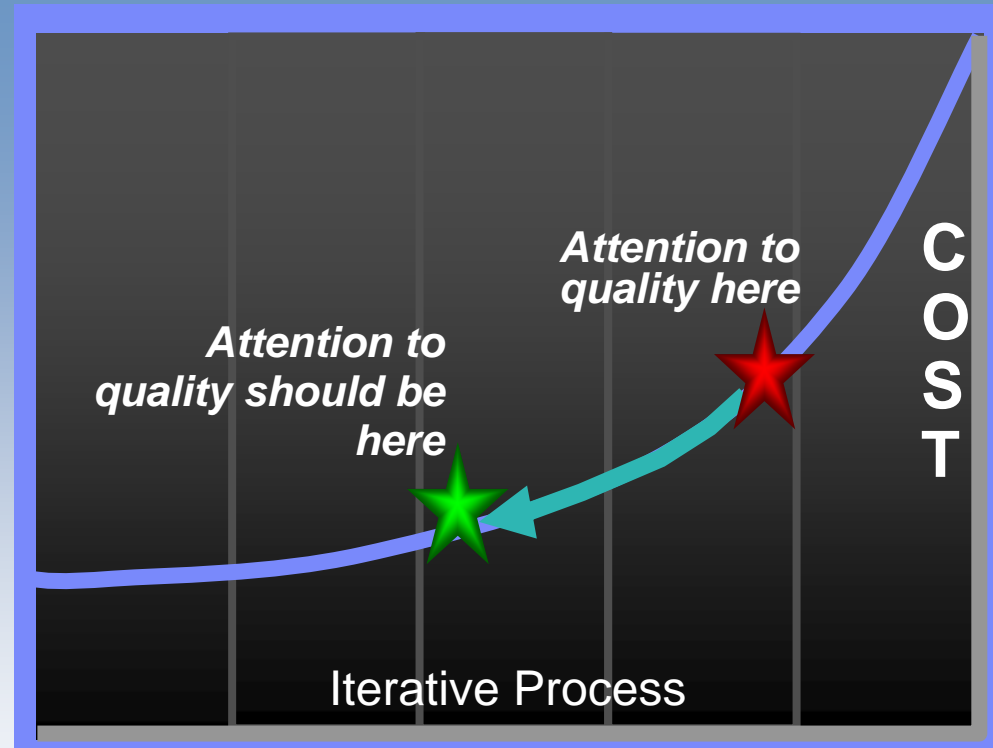 Attention to
quality here
Attention to
quality should be
here
C
O
S
T
Iterative Process